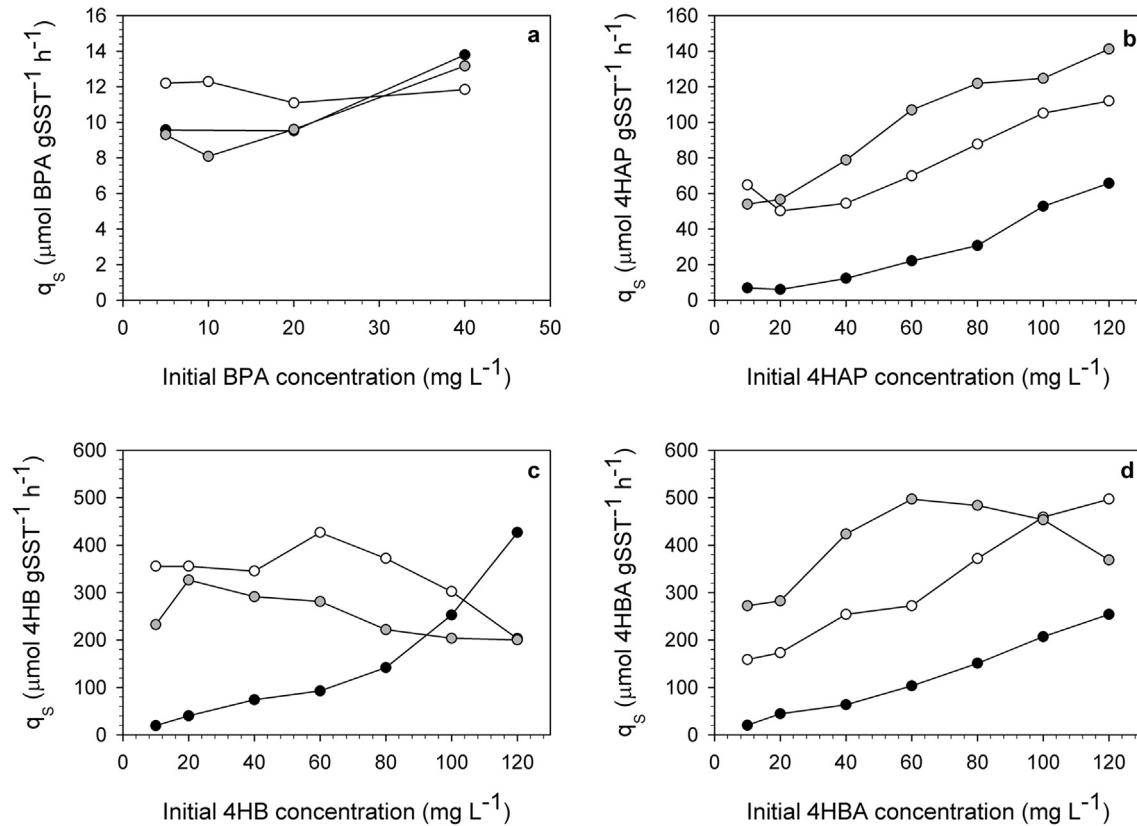 a
16
14
12
10
8
6
4
2
0
0 10 20 30 40 50
qS (μmol BPA gSST⁻¹ h⁻¹)
Initial BPA concentration (mg L⁻¹)
b
160
140
120
100
80
60
40
20
0
0 20 40 60 80 100 120
qS (μmol 4HAP gSST⁻¹ h⁻¹)
Initial 4HAP concentration (mg L⁻¹)
c
600
500
400
300
200
100
0
0 20 40 60 80 100 120
qS (μmol 4HB gSST⁻¹ h⁻¹)
Initial 4HB concentration (mg L⁻¹)
d
600
500
400
300
200
100
0
0 20 40 60 80 100 120
qS (μmol 4HBA gSST⁻¹ h⁻¹)
Initial 4HBA concentration (mg L⁻¹)